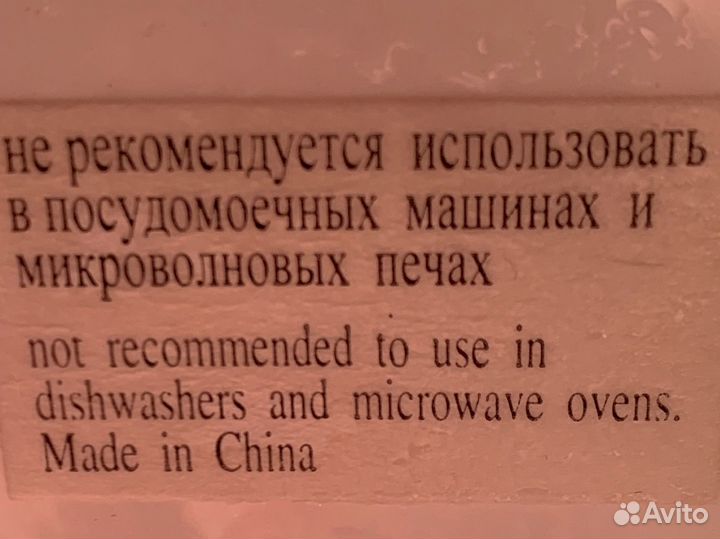 не рекомендуется использовать
в посудомоечных машинах и
микроволновых печах
not recommended to use in
dishwashers and microwave ovens.
Made in China
Avito